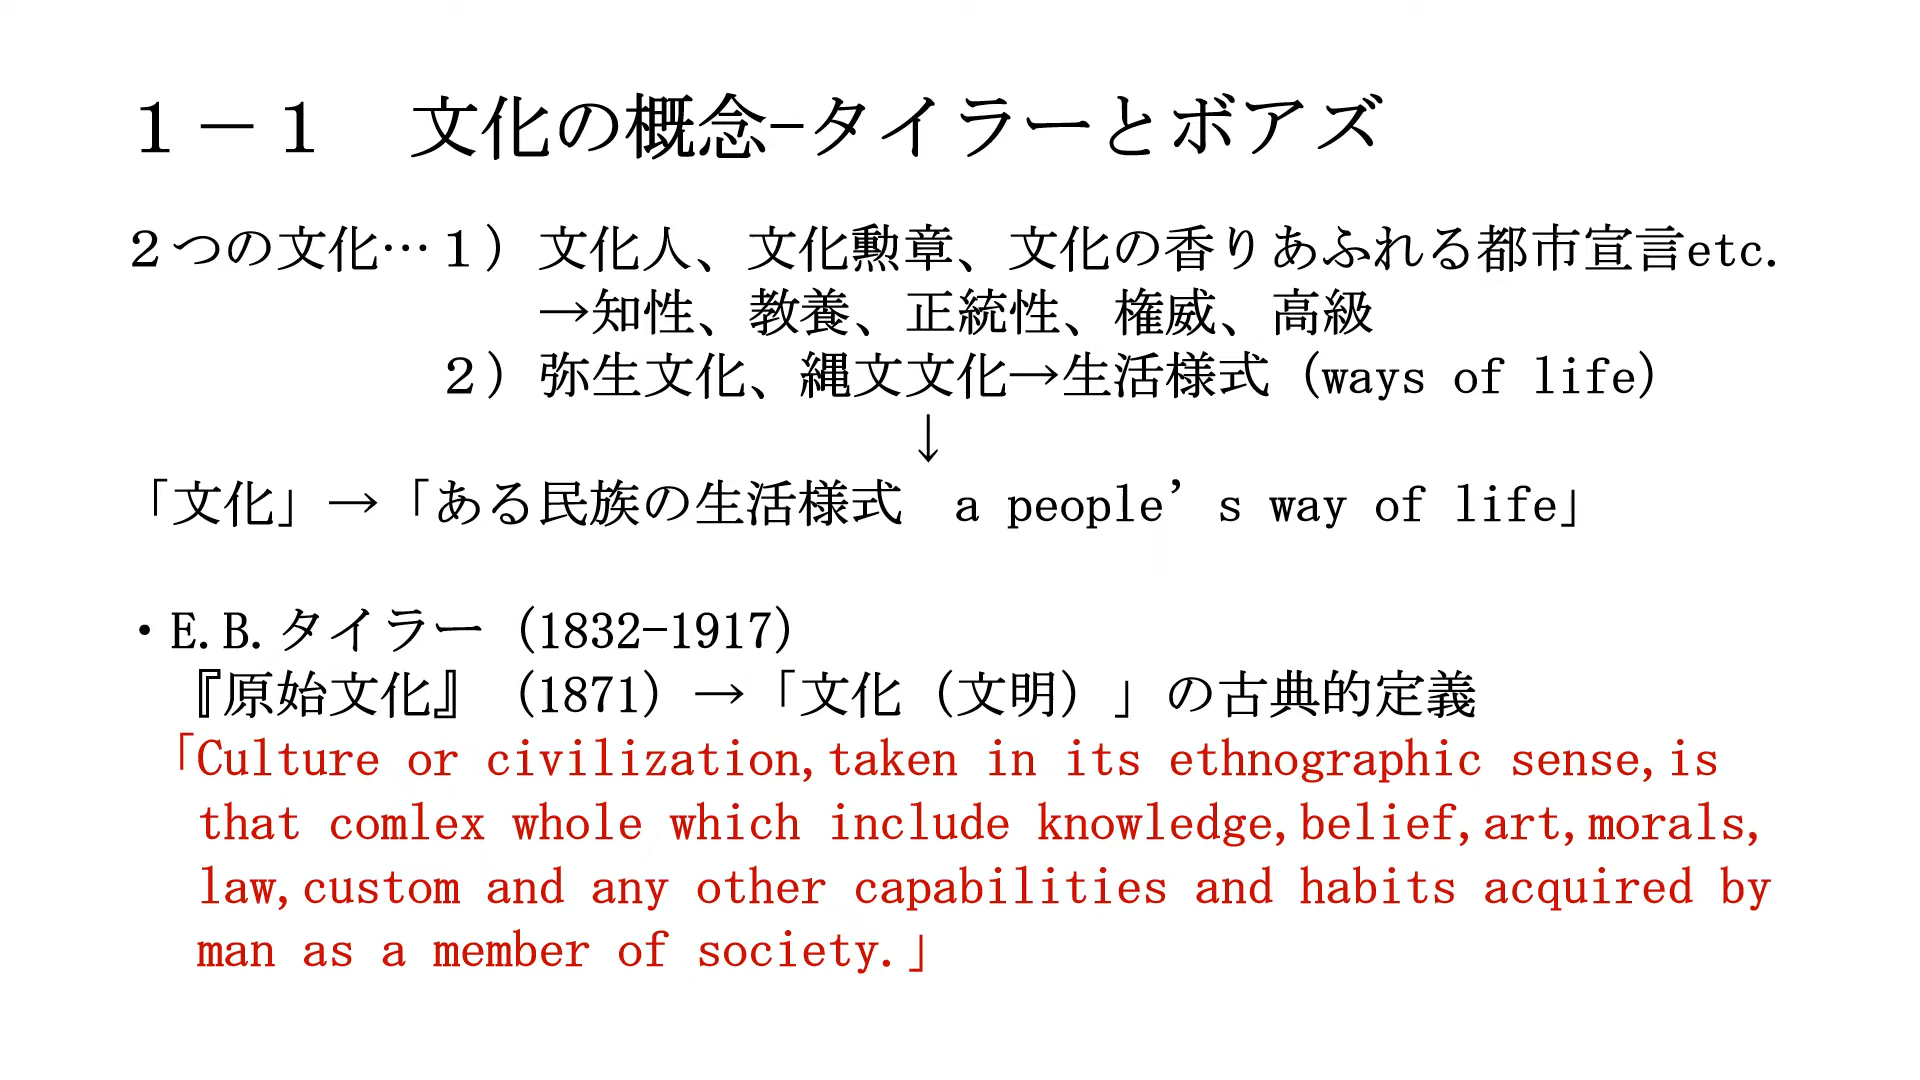 １－１　文化の概念-タイラーとボアズ
２つの文化…１）文化人、文化勲章、文化の香りあふれる都市宣言etc.
→知性、教養、正統性、権威、高級
２）弥生文化、縄文文化→生活様式（ways of life）
↓
「文化」→「ある民族の生活様式　a people’s way of life」
・E.B.タイラー（1832-1917）
『原始文化』（1871）→「文化（文明）」の古典的定義
「Culture or civilization,taken in its ethnographic sense,is
that comlex whole which include knowledge,belief,art,morals,
law,custom and any other capabilities and habits acquired by
man as a member of society.」